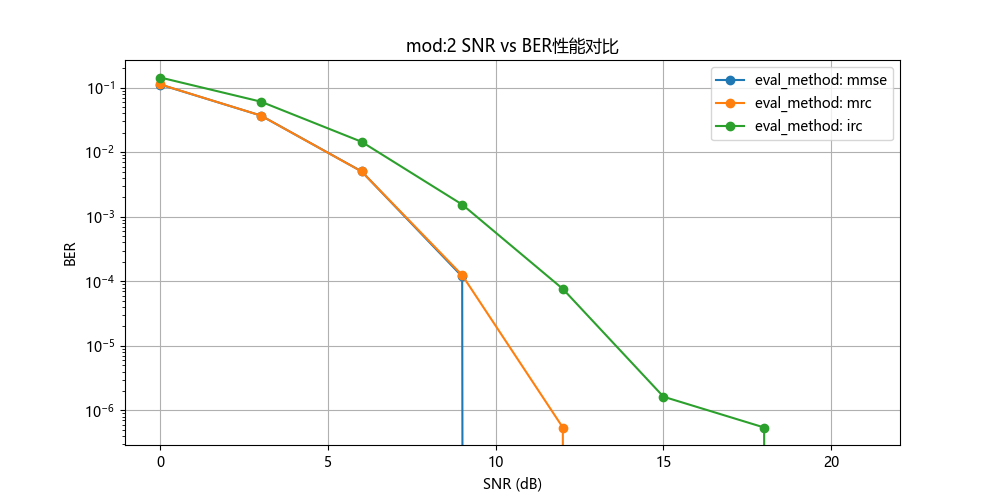 mod:2 SNR vs BER性能对比
eval_method: mmse
eval_method: mrc
eval_method: irc
BER
10⁻¹
10⁻²
10⁻³
10⁻⁴
10⁻⁵
10⁻⁶
0 5 10 15 20
SNR (dB)